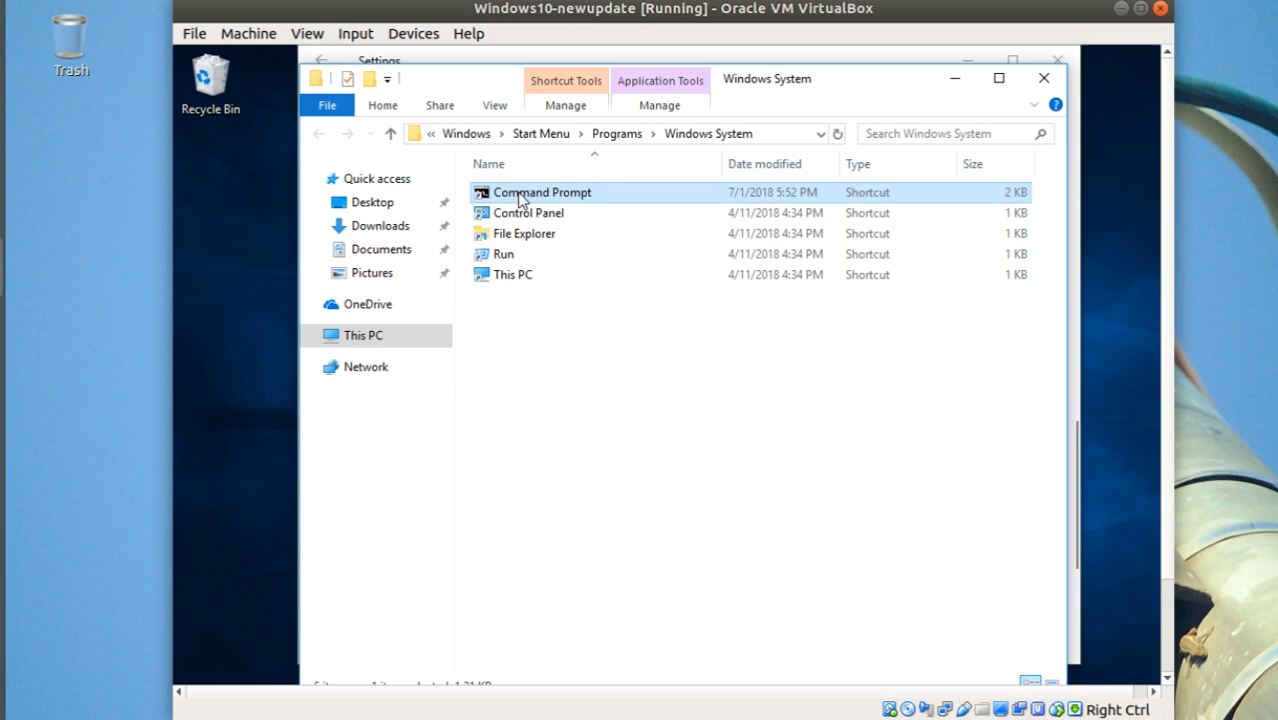 Windows10-newupdate [Running] - Oracle VM VirtualBox
File Machine View Input Devices Help
Trash
Recycle Bin
Settings
Shortcut Tools Application Tools Windows System
File Home Share View Manage Manage
« Windows > Start Menu > Programs > Windows System
Search Windows System
Name Date modified Type Size
Quick access
Desktop
Downloads
Documents
Pictures
OneDrive
This PC
Network
Command Prompt 7/1/2018 5:52 PM Shortcut 2 KB
Control Panel 4/11/2018 4:34 PM Shortcut 1 KB
File Explorer 4/11/2018 4:34 PM Shortcut 1 KB
Run 4/11/2018 4:34 PM Shortcut 1 KB
This PC 4/11/2018 4:34 PM Shortcut 1 KB
Right Ctrl